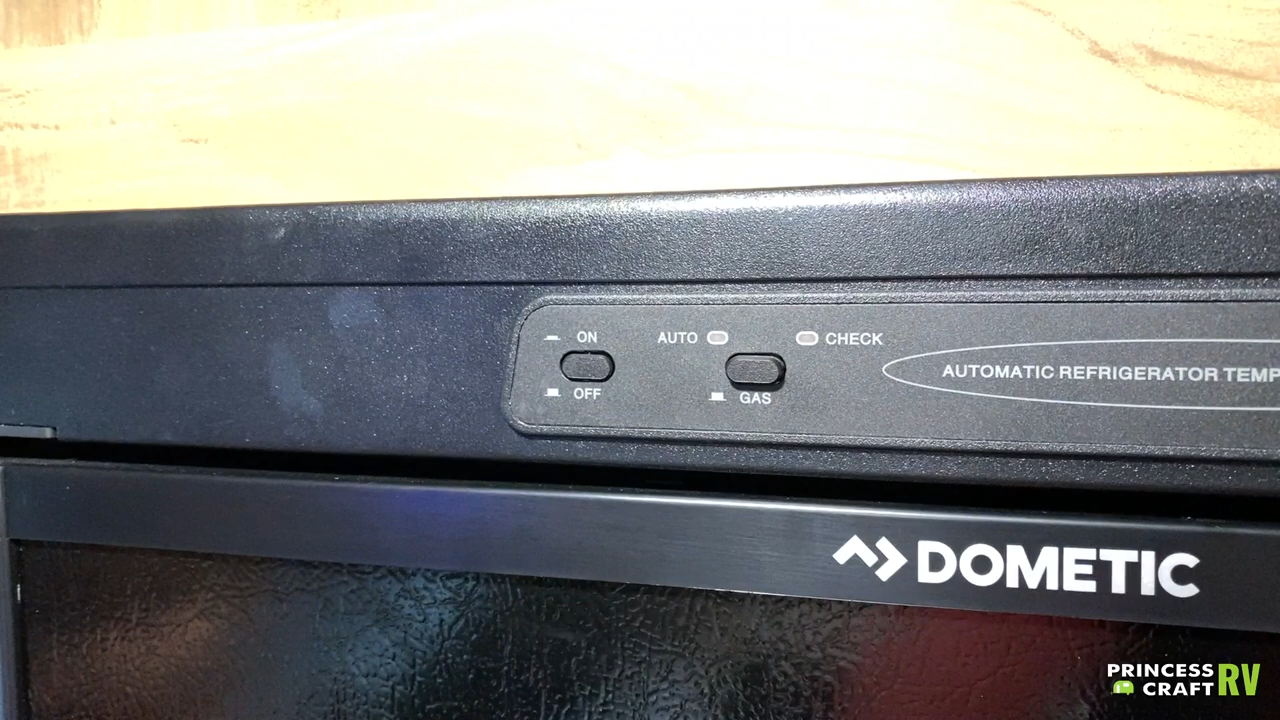 ON
AUTO
CHECK
OFF
GAS
AUTOMATIC REFRIGERATOR TEMP
DOMETIC
PRINCESS
CRAFT RV